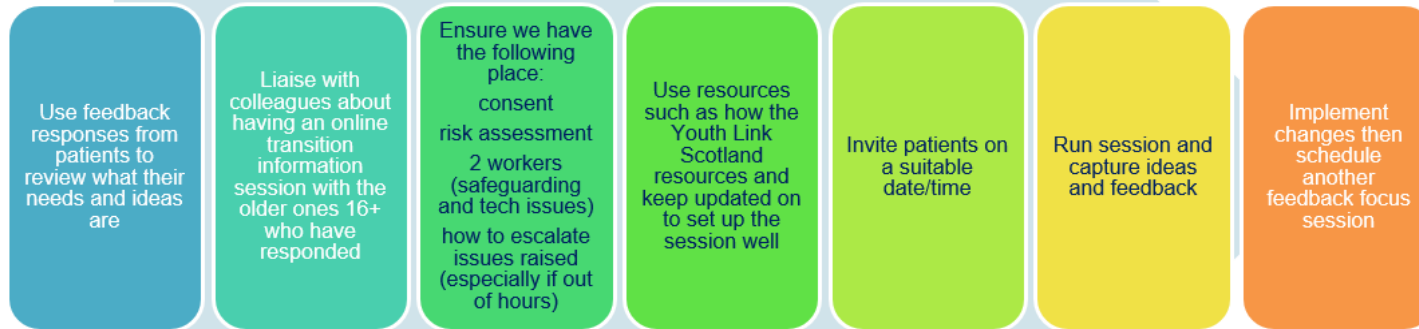 Use feedback
responses from
patients to
review what their
needs and ideas
are
Liaise with
colleagues about
having an online
transition
information
session with the
older ones 16+
who have
responded
Ensure we have
the following
place:
consent
risk assessment
2 workers
(safeguarding
and tech issues)
how to escalate
issues raised
(especially if out
of hours)
Use resources
such as how the
Youth Link
Scotland
resources and
keep updated on
to set up the
session well
Invite patients on
a suitable
date/time
Run session and
capture ideas
and feedback
Implement
changes then
schedule
another
feedback focus
session